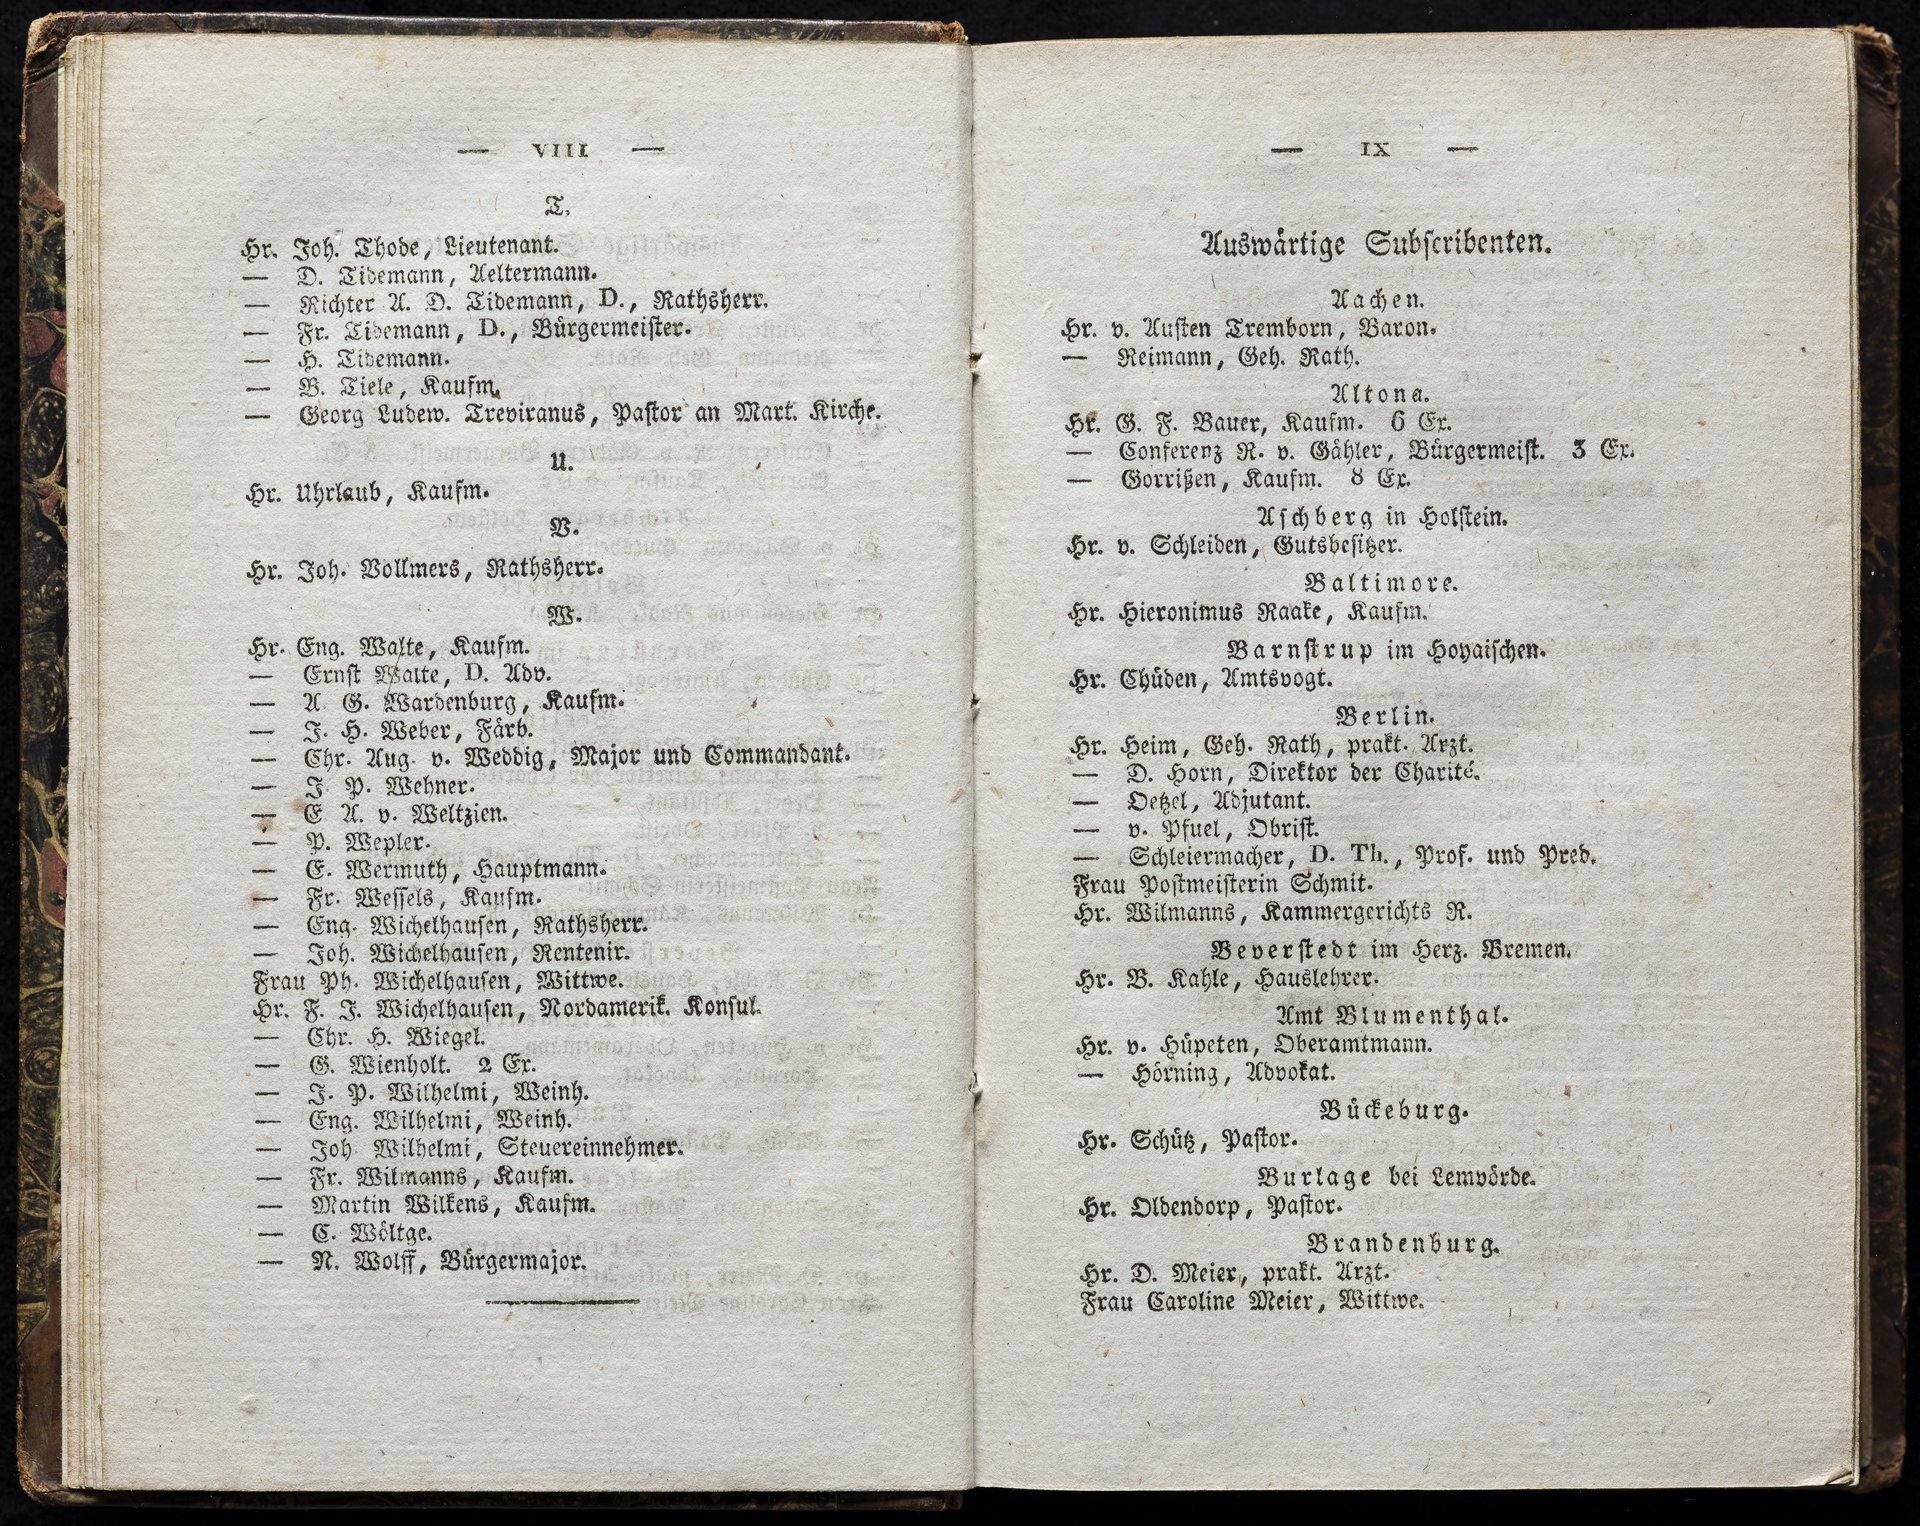 — VIII —
T.
Hr. Joh. Thode, Lieutenant.
— D. Tidemann, Aeltermann.
— Richter A. D. Tidemann, D., Rathsherr.
— Fr. Tidemann, D., Bürgermeister.
— H. Tidemann.
— B. Tiele, Kaufm.
— Georg Ludew. Treviranus, Pastor an Mart. Kirche.
U.
Hr. Uhrlaub, Kaufm.
V.
Hr. Joh. Vollmers, Rathsherr.
W.
Hr. Eng. Walte, Kaufm.
— Ernst Walte, D. Adv.
— A G. Wardenburg, Kaufm.
— J. H. Weber, Färb.
— Chr. Aug. v. Weddig, Major und Commandant.
— J. P. Wehner.
— E A. v. Weltzien.
— P. Wepler.
— E. Wermuth, Hauptmann.
— Fr. Wessels, Kaufm.
— Eng. Wichelhausen, Rathsherr.
— Joh. Wichelhausen, Rentenir.
Frau Ph. Wichelhausen, Wittwe.
Hr. F. J. Wichelhausen, Nordamerik. Konsul.
— Chr. H. Wiegel.
— G. Wienholt. 2 Ex.
— J. P. Wilhelmi, Weinh.
— Eng. Wilhelmi, Weinh.
— Joh Wilhelmi, Steuereinnehmer.
— Fr. Wilmanns, Kaufm.
— Martin Wilkens, Kaufm.
— C. Wöltge.
— N. Wolff, Bürgermajor.
— IX —
Auswärtige Subscribenten.
Aachen.
Hr. v. Austen Tremborn, Baron.
— Reimann, Geh. Rath.
Altona.
Hr. G. F. Bauer, Kaufm. 6 Ex.
— Conferenz R. v. Gähler, Bürgermeist. 3 Ex.
— Gorrißen, Kaufm. 8 Ex.
Aschberg in Holstein.
Hr. v. Schleiden, Gutsbesitzer.
Baltimore.
Hr. Hieronimus Raake, Kaufm.
Barnstrup im Hoyaischen.
Hr. Chüden, Amtsvogt.
Berlin.
Hr. Heim, Geh. Rath, prakt. Arzt.
— D. Horn, Direktor der Charité.
— Oetzel, Adjutant.
— v. Pfuel, Obrist.
— Schleiermacher, D. Th., Prof. und Pred.
Frau Postmeisterin Schmit.
Hr. Wilmanns, Kammergerichts R.
Beverstedt im Herz. Bremen.
Hr. B. Kahle, Hauslehrer.
Amt Blumenthal.
Hr. v. Hüpeten, Oberamtmann.
— Hörning, Advokat.
Bückeburg.
Hr. Schütz, Pastor.
Burlage bei Lemvörde.
Hr. Oldendorp, Pastor.
Brandenburg.
Hr. D. Meier, prakt. Arzt.
Frau Caroline Meier, Wittwe.